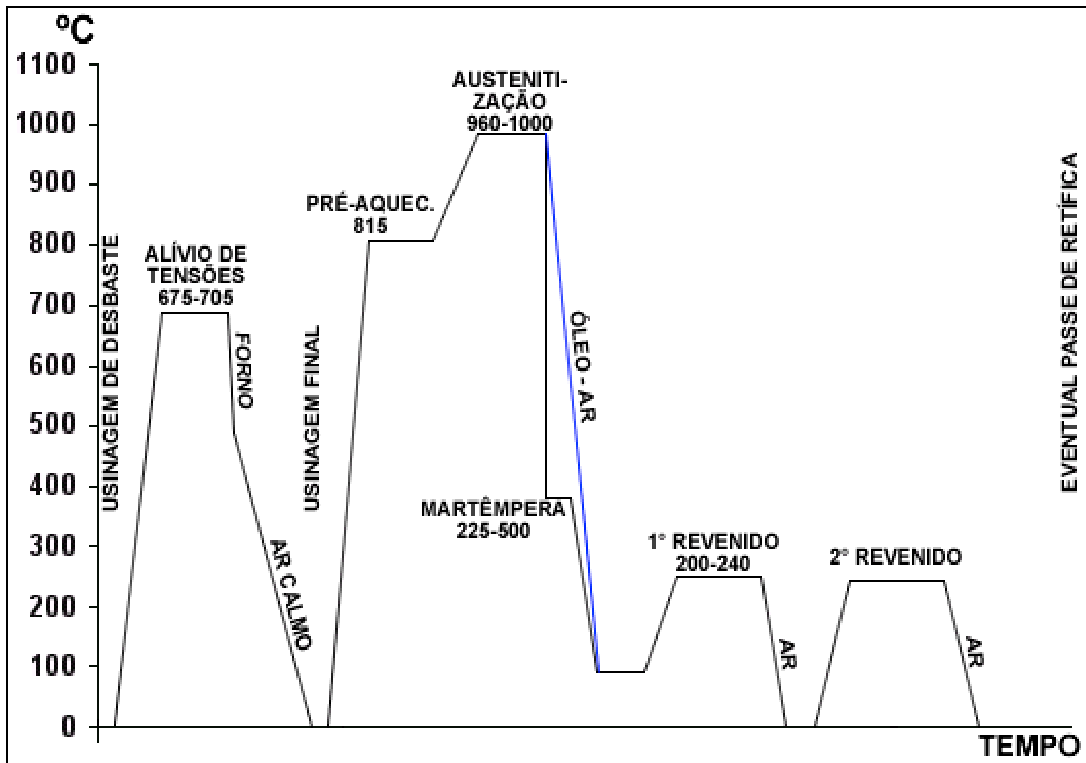 ºC
1100
1000
900
800
700
600
500
400
300
200
100
0
USINAGEM DE DESBASTE
ALÍVIO DE
TENSÕES
675-705
FORNO
AR CALMO
USINAGEM FINAL
PRÉ-AQUEC.
815
AUSTENITI-
ZAÇÃO
960-1000
ÓLEO - AR
MARTÊMPERA
225-500
1° REVENIDO
200-240
AR
2° REVENIDO
AR
EVENTUAL PASSE DE RETÍFICA
TEMPO